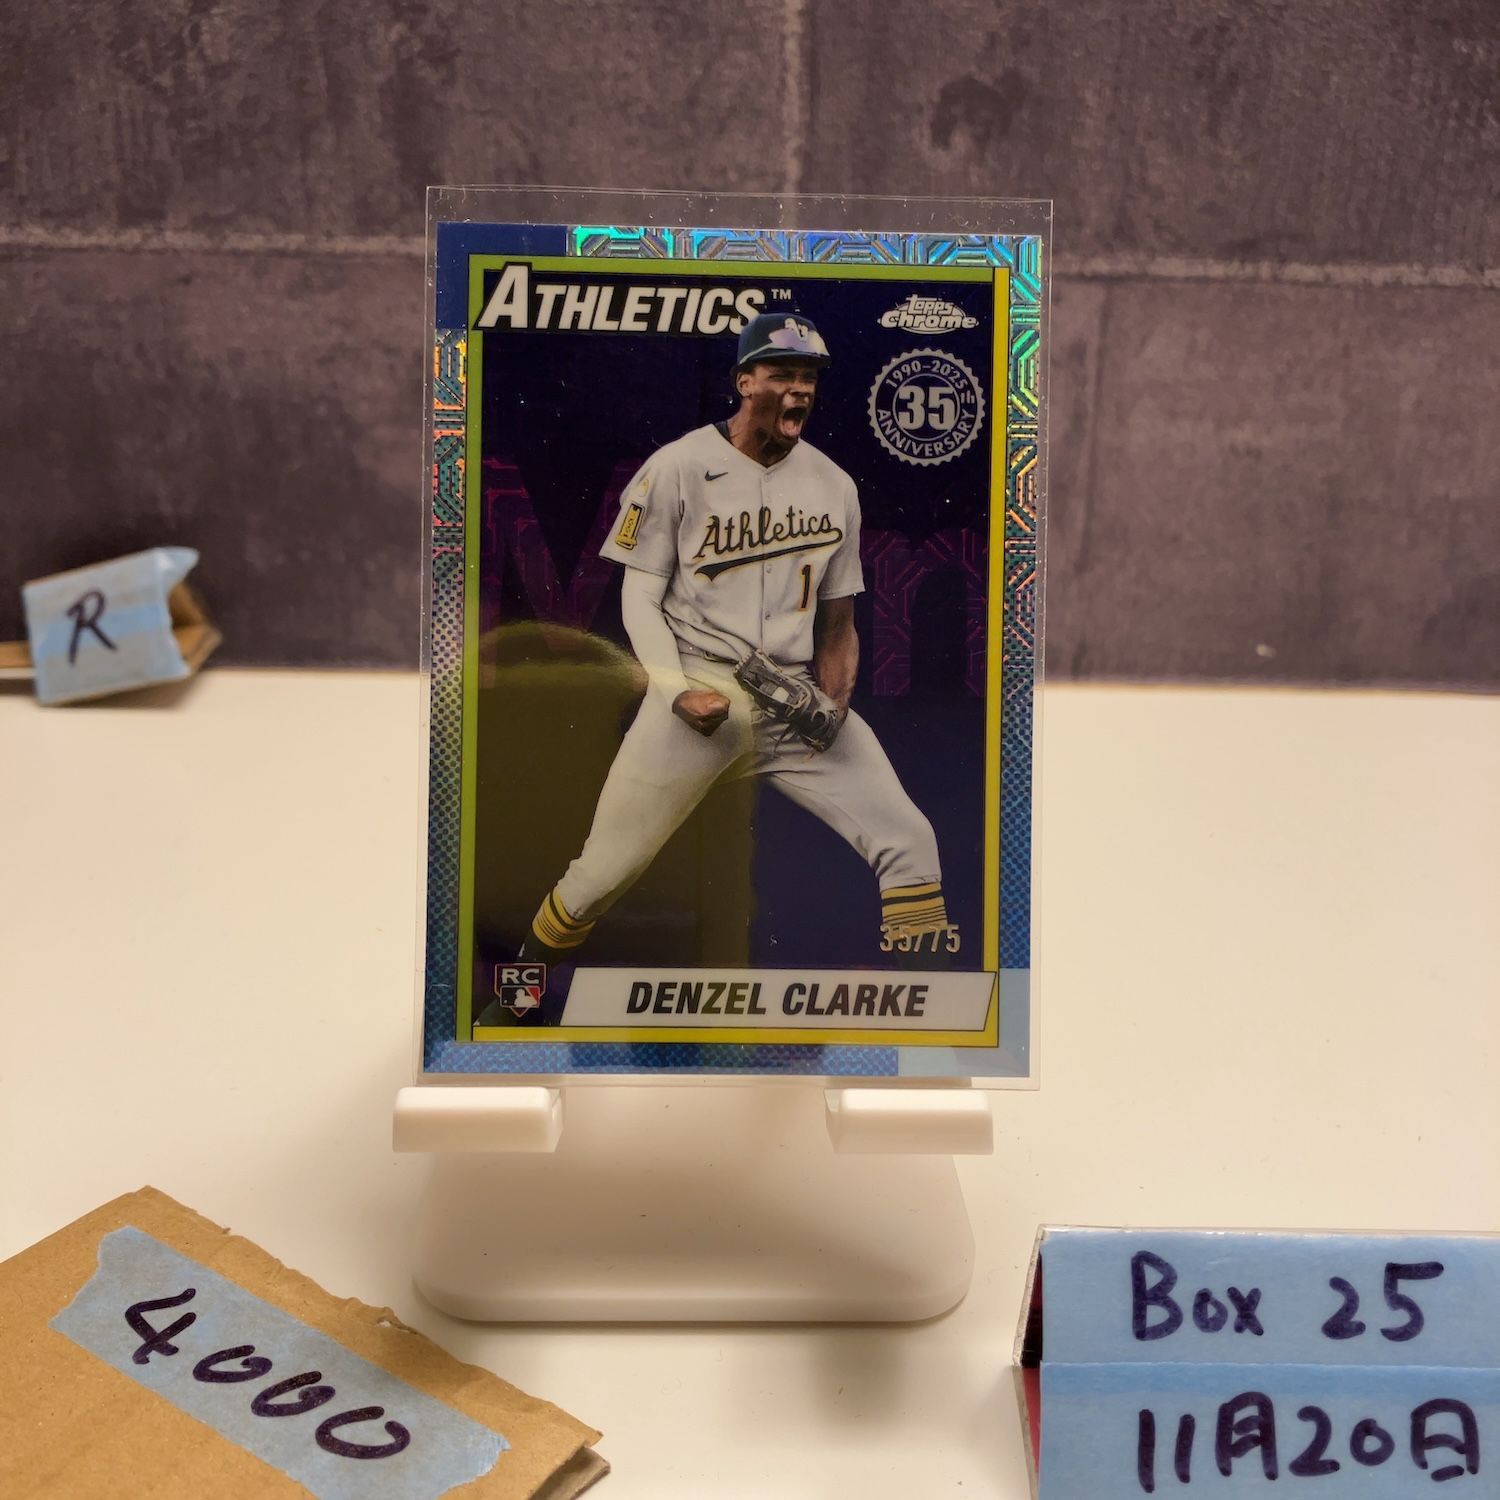 ATHLETICS™
Topps
Chrome
1990-2025
35th
ANNIVERSARY
Athletics
1
35/75
RC
DENZEL CLARKE
R
4000
Box 25
11月20日